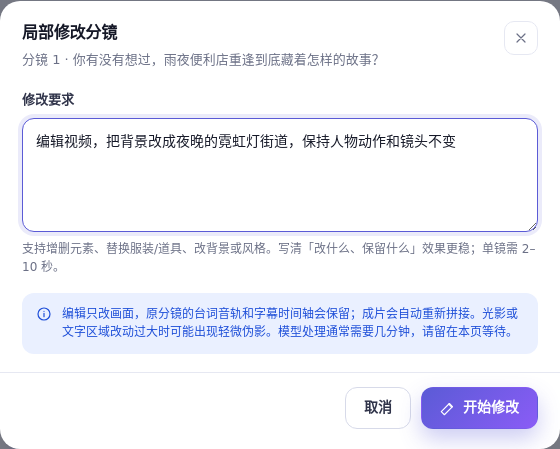 局部修改分镜
分镜 1 · 你有没有想过，雨夜便利店重逢到底藏着怎样的故事？
修改要求
编辑视频，把背景改成夜晚的霓虹灯街道，保持人物动作和镜头不变
支持增删元素、替换服装/道具、改背景或风格。写清「改什么、保留什么」效果更稳；单镜需 2–
10 秒。
编辑只改画面，原分镜的台词音轨和字幕时间轴会保留；成片会自动重新拼接。光影或
文字区域改动过大时可能出现轻微伪影。模型处理通常需要几分钟，请留在本页等待。
取消
开始修改